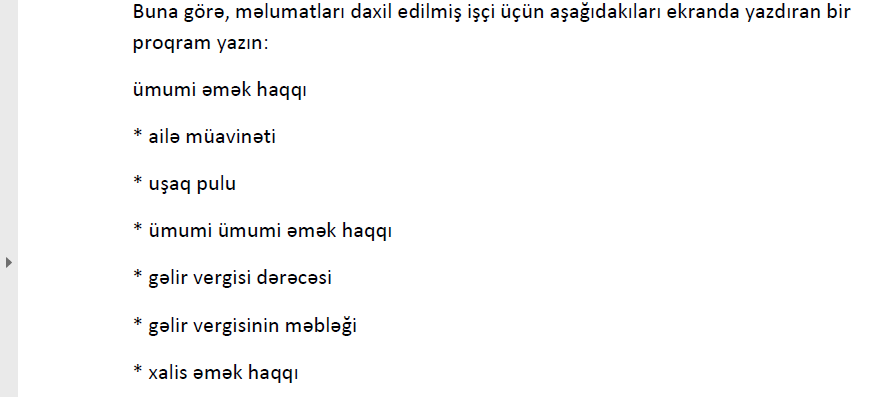 Buna görə, məlumatları daxil edilmiş işçi üçün aşağıdakıları ekranda yazdıran bir
proqram yazın:
ümumi əmək haqqı
* ailə müavinəti
* uşaq pulu
* ümumi ümumi əmək haqqı
* gəlir vergisi dərəcəsi
* gəlir vergisinin məbləği
* xalis əmək haqqı